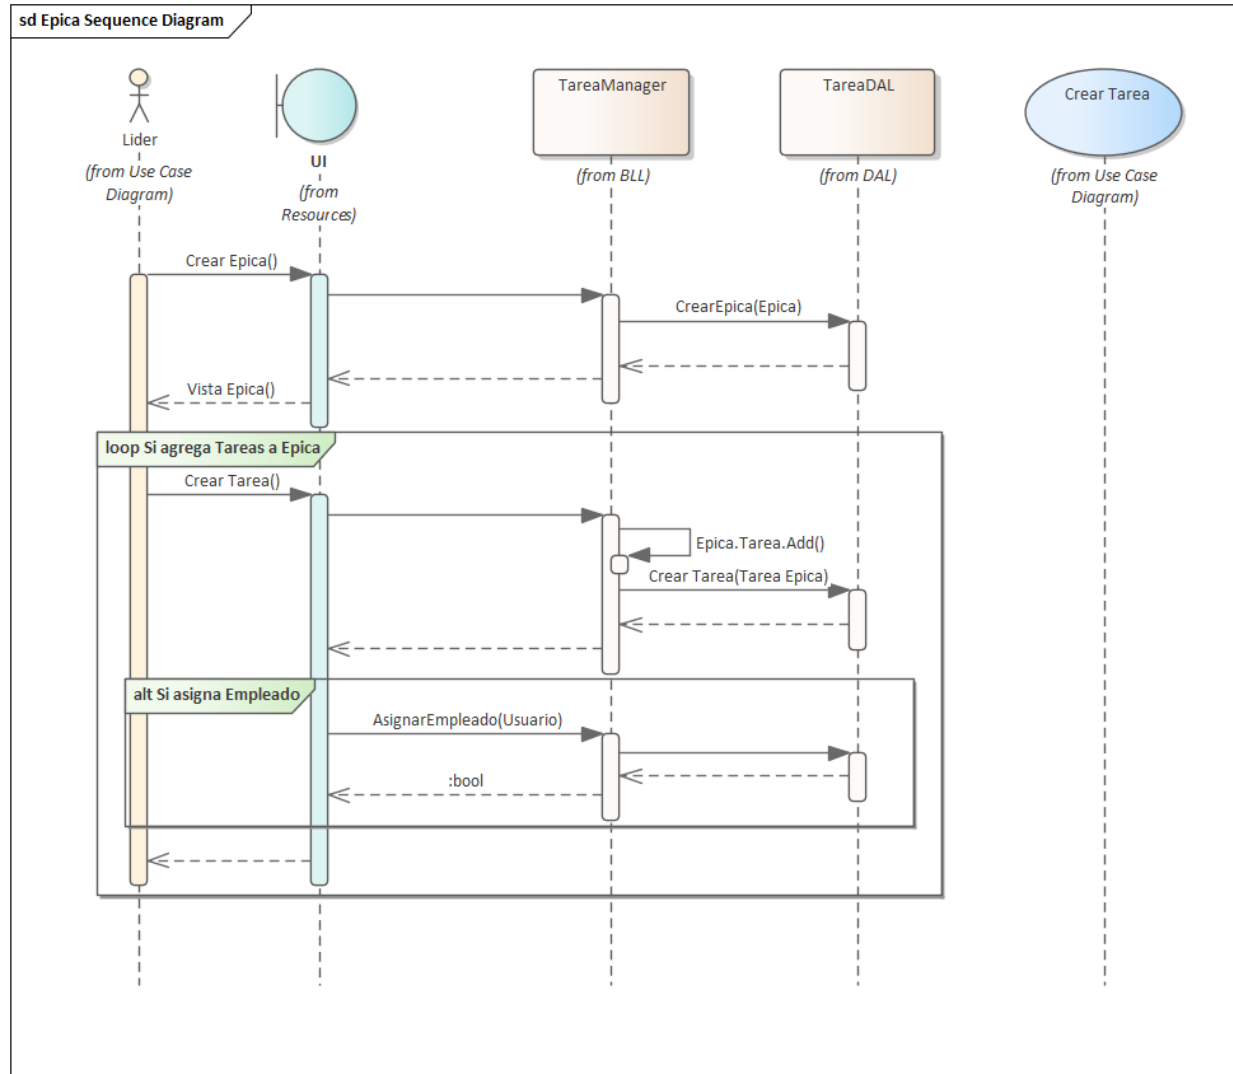 sd Epica Sequence Diagram
TareaManager
TareaDAL
Crear Tarea
Lider
(from Use Case
Diagram)
UI
(from
Resources)
(from BLL)
(from DAL)
(from Use Case
Diagram)
Crear Epica()
CrearEpica(Epica)
Vista Epica()
loop Si agrega Tareas a Epica
Crear Tarea()
Epica.Tarea.Add()
Crear Tarea(Tarea Epica)
alt Si asigna Empleado
AsignarEmpleado(Usuario)
:bool